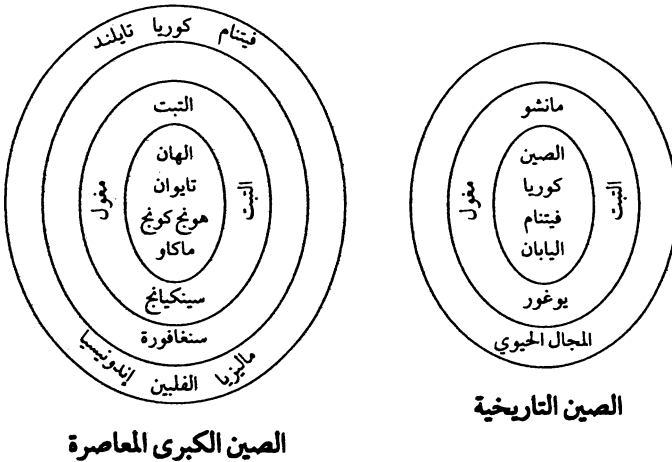 مانشو
الصين
كوريا
فيتنام
اليابان
التبت
مغول
يوغور
المجال الحيوي
الصين التاريخية
فيتنام كوريا تايلند
التبت
الهان
تايوان
هونج كونج
ماكاو
التبت
مغول
سينكيانج
سنغافورة
ماليزيا الفلبين إندونيسيا
الصين الكبرى المعاصرة